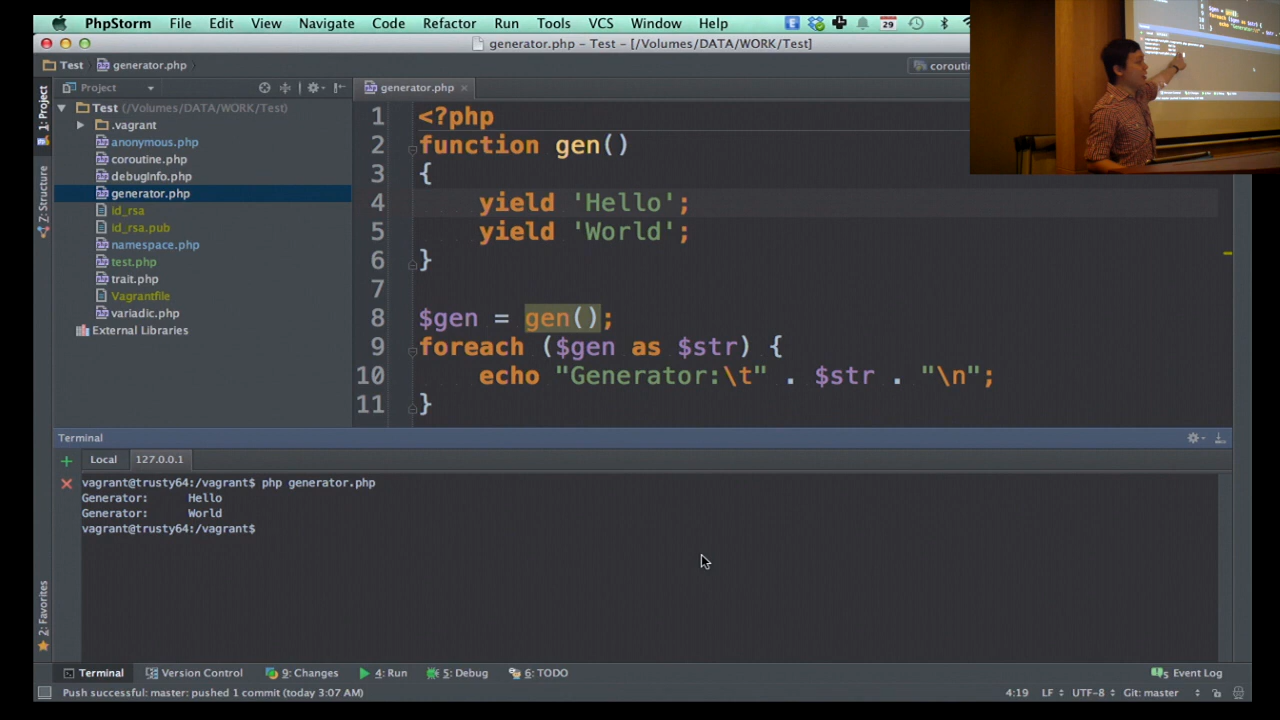 PhpStorm File Edit View Navigate Code Refactor Run Tools VCS Window Help 29
generator.php - Test - [/Volumes/DATA/WORK/Test]
Test generator.php
Project
generator.php
1: Project
Z: Structure
2: Favorites
Test (/Volumes/DATA/WORK/Test)
.vagrant
anonymous.php
coroutine.php
debugInfo.php
generator.php
id_rsa
id_rsa.pub
namespace.php
test.php
trait.php
Vagrantfile
variadic.php
External Libraries
1 <?php
2 function gen()
3 {
4 yield 'Hello';
5 yield 'World';
6 }
7
8 $gen = gen();
9 foreach ($gen as $str) {
10 echo "Generator:\t" . $str . "\n";
11 }
Terminal
Local 127.0.0.1
vagrant@trusty64:/vagrant$ php generator.php
Generator: Hello
Generator: World
vagrant@trusty64:/vagrant$
Terminal Version Control 9: Changes 4: Run 5: Debug 6: TODO Event Log
Push successful: master: pushed 1 commit (today 3:07 AM) 4:19 LF UTF-8 Git: master